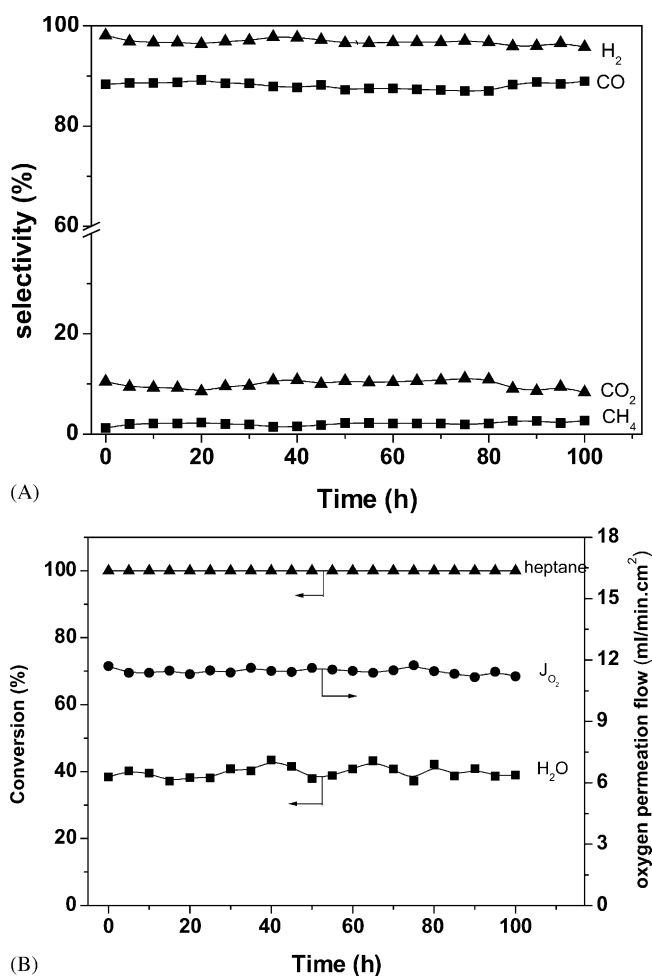 100
80
60
20
0
selectivity (%)
H2
CO
CO2
CH4
0 20 40 60 80 100
Time (h)
(A)
100
80
60
40
20
0
Conversion (%)
18
15
12
9
6
3
0
oxygen permeation flow (ml/min.cm²)
heptane
JO2
H2O
0 20 40 60 80 100
Time (h)
(B)